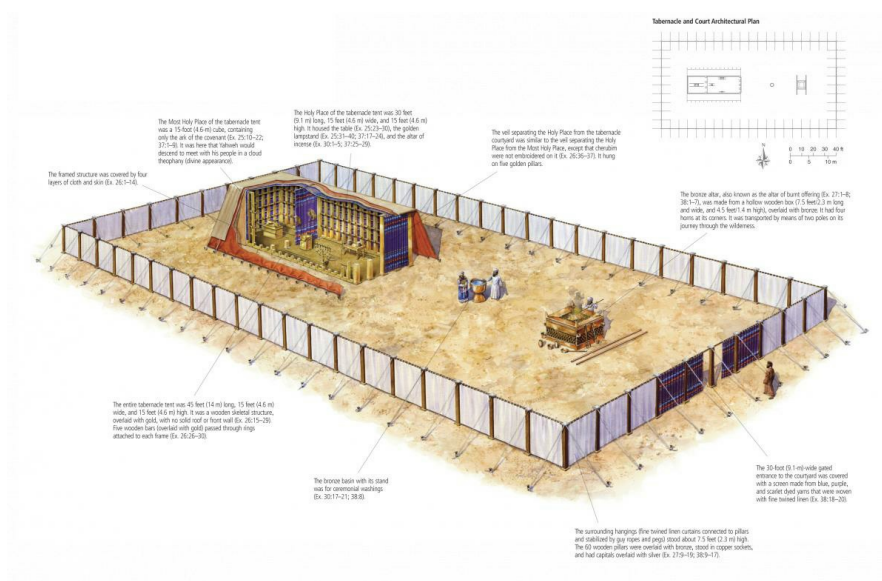 Tabernacle and Court Architectural Plan
N
0 10 20 30 40 ft
0 5 10 m
The Most Holy Place of the tabernacle tent
was a 15-foot (4.6-m) cube, containing
only the ark of the covenant (Ex. 25:10–22;
37:1–9). It was here that Yahweh would
descend to meet with his people in a cloud
theophany (divine appearance).
The Holy Place of the tabernacle tent was 30 feet
(9.1 m) long, 15 feet (4.6 m) wide, and 15 feet (4.6 m)
high. It housed the table (Ex. 25:23–30), the golden
lampstand (Ex. 25:31–40; 37:17–24), and the altar of
incense (Ex. 30:1–5; 37:25–29).
The veil separating the Holy Place from the tabernacle
courtyard was similar to the veil separating the Holy
Place from the Most Holy Place, except that cherubim
were not embroidered on it (Ex. 26:36–37). It hung
on five golden pillars.
The framed structure was covered by four
layers of cloth and skin (Ex. 26:1–14).
The bronze altar, also known as the altar of burnt offering (Ex. 27:1–8;
38:1–7), was made from a hollow wooden box (7.5 feet/2.3 m long
and wide, and 4.5 feet/1.4 m high), overlaid with bronze. It had four
horns at its corners. It was transported by means of two poles on its
journey through the wilderness.
The entire tabernacle tent was 45 feet (14 m) long, 15 feet (4.6 m)
wide, and 15 feet (4.6 m) high. It was a wooden skeletal structure,
overlaid with gold, with no solid roof or front wall (Ex. 26:15–29).
Five wooden bars (overlaid with gold) passed through rings
attached to each frame (Ex. 26:26–30).
The bronze basin with its stand
was for ceremonial washings
(Ex. 30:17–21; 38:8).
The 30-foot (9.1-m)-wide gated
entrance to the courtyard was covered
with a screen made from blue, purple,
and scarlet dyed yarns that were woven
with fine twined linen (Ex. 38:18–20).
The surrounding hangings (fine twined linen curtains connected to pillars
and stabilized by guy ropes and pegs) stood about 7.5 feet (2.3 m) high.
The 60 wooden pillars were overlaid with bronze, stood in copper sockets,
and had capitals overlaid with silver (Ex. 27:9–19; 38:9–17).